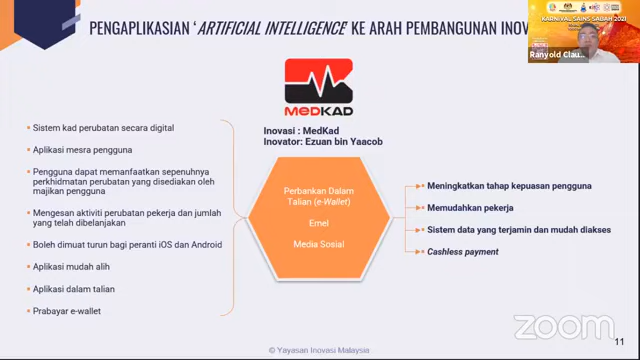 PENGAPLIKASIAN ‘ARTIFICIAL INTELLIGENCE’ KE ARAH PEMBANGUNAN INOV
KARNIVAL SAINS SABAH 2021
Ranyold Clau...
MEDKAD
Inovasi : MedKad
Inovator: Ezuan bin Yaacob
Sistem kad perubatan secara digital
Aplikasi mesra pengguna
Pengguna dapat memanfaatkan sepenuhnya
perkhidmatan perubatan yang disediakan oleh
majikan pengguna
Mengesan aktiviti perubatan pekerja dan jumlah
yang telah dibelanjakan
Boleh dimuat turun bagi peranti iOS dan Android
Aplikasi mudah alih
Aplikasi dalam talian
Prabayar e-wallet
Perbankan Dalam
Talian (e-Wallet)
Emel
Media Sosial
Meningkatkan tahap kepuasan pengguna
Memudahkan pekerja
Sistem data yang terjamin dan mudah diakses
Cashless payment
zoom
11
© Yayasan Inovasi Malaysia